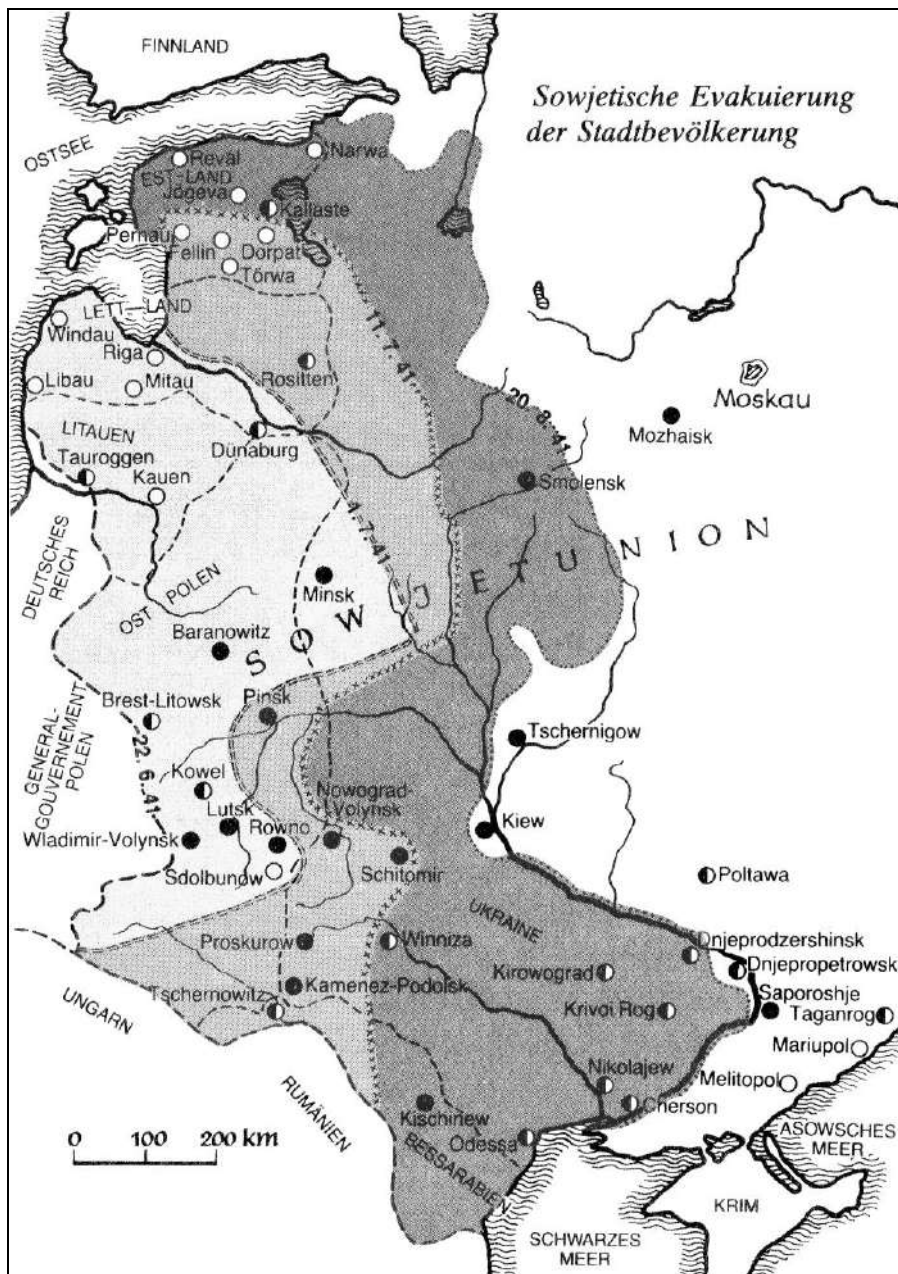 FINNLAND
Sowjetische Evakuierung
der Stadtbevölkerung
OSTSEE
Reval
Narwa
EST-LAND
Jögeva
Kallaste
Pernau
Fellin
Dorpat
Törwa
11.7.41
LETT—LAND
Windau
Riga
Rositten
Libau
Mitau
20.8.41
Moskau
Mozhaisk
LITAUEN
Tauroggen
Dünaburg
Smolensk
Kauen
4.7.41
DEUTSCHES
REICH
SOWJETUNION
Minsk
OST POLEN
Baranowitz
Brest-Litowsk
Pinsk
GENERAL-
GOUVERNEMENT
POLEN
22.6.41
Tschernigow
Kowel
Nowograd-
Volynsk
Lutsk
Rowno
Kiew
Wladimir-Volynsk
Schitomir
Sdolbunow
Poltawa
UKRAINE
Proskurow
Winniza
Dnjeprodzershinsk
Kirowograd
Dnjepropetrowsk
Kamenez-Podolsk
Tschernowitz
Krivoi Rog
Saporoshje
Taganrog
UNGARN
Mariupol
Nikolajew
Melitopol
RUMÄNIEN
Kischinew
Cherson
Odessa
BESSARABIEN
ASOWSCHES
MEER
0 100 200 km
KRIM
SCHWARZES
MEER